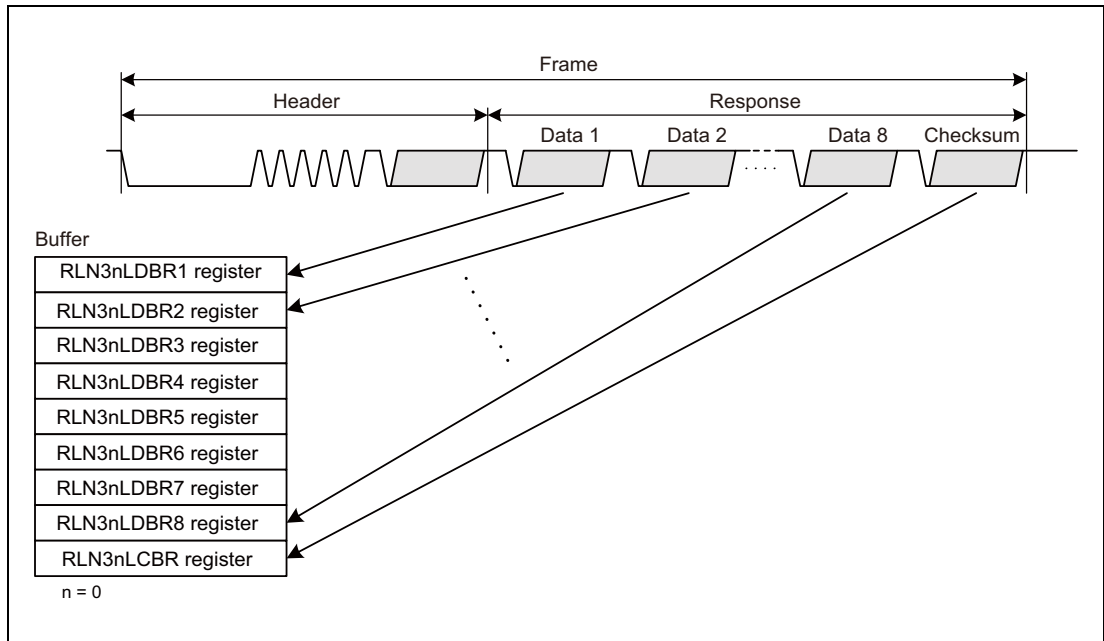 Frame
Header
Response
Data 1
Data 2
Data 8
Checksum
Buffer
RLN3nLDBR1 register
RLN3nLDBR2 register
RLN3nLDBR3 register
RLN3nLDBR4 register
RLN3nLDBR5 register
RLN3nLDBR6 register
RLN3nLDBR7 register
RLN3nLDBR8 register
RLN3nLCBR register
n = 0